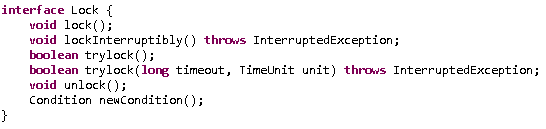 interface Lock {
    void lock();
    void lockInterruptibly() throws InterruptedException;
    boolean trylock();
    boolean trylock(long timeout, TimeUnit unit) throws InterruptedException;
    void unlock();
    Condition newCondition();
}